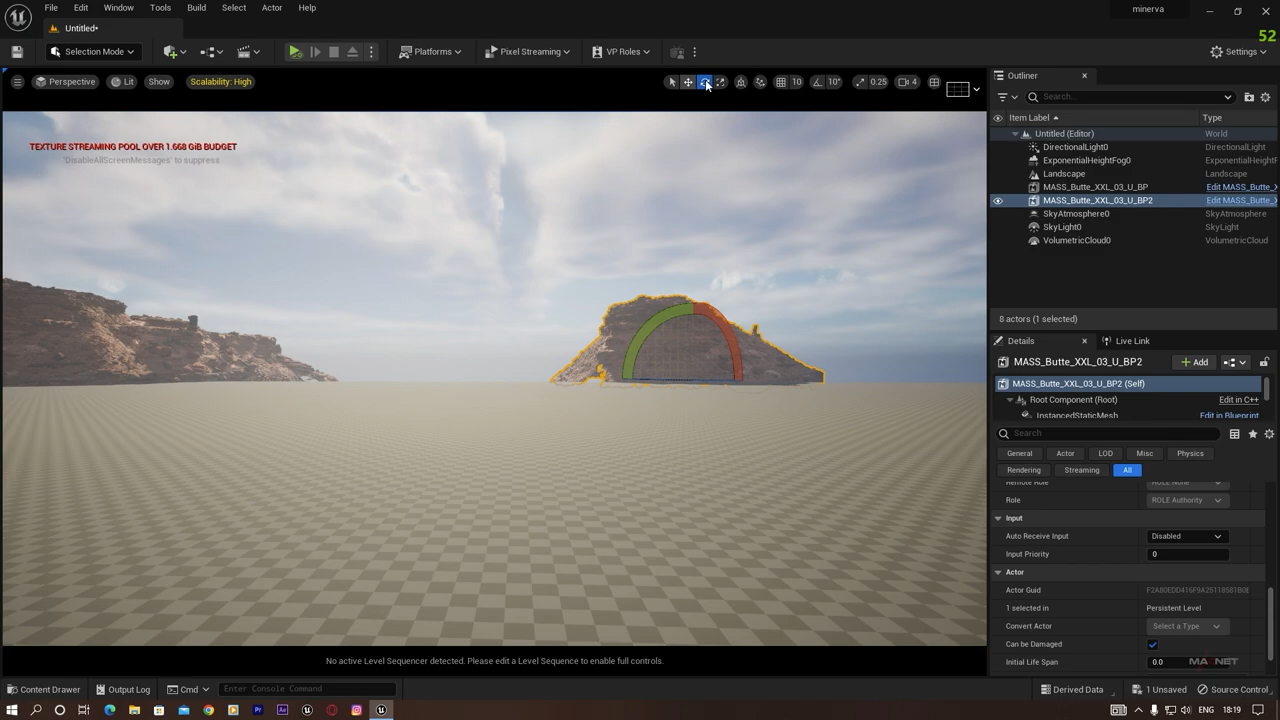 File Edit Window Tools Build Select Actor Help
minerva
Untitled*
52
Selection Mode Platforms Pixel Streaming VP Roles Settings
Perspective Lit Show Scalability: High 10 10° 0.25 4
TEXTURE STREAMING POOL OVER 1.668 GiB BUDGET
'DisableAllScreenMessages' to suppress
No active Level Sequencer detected. Please edit a Level Sequence to enable full controls.
Outliner
Search...
Item Label Type
Untitled (Editor) World
DirectionalLight0 DirectionalLight
ExponentialHeightFog0 ExponentialHeightF
Landscape Landscape
MASS_Butte_XXL_03_U_BP Edit MASS_Butte_X
MASS_Butte_XXL_03_U_BP2 Edit MASS_Butte_X
SkyAtmosphere0 SkyAtmosphere
SkyLight0 SkyLight
VolumetricCloud0 VolumetricCloud
8 actors (1 selected)
Details Live Link
MASS_Butte_XXL_03_U_BP2 Add
MASS_Butte_XXL_03_U_BP2 (Self)
Root Component (Root) Edit in C++
InstancedStaticMesh Edit in Blueprint
Search
General Actor LOD Misc Physics
Rendering Streaming All
Remote Role ROLE None
Role ROLE Authority
Input
Auto Receive Input Disabled
Input Priority 0
Actor
Actor Guid
1 selected in Persistent Level
Convert Actor Select a Type
Can be Damaged
Initial Life Span 0.0
Content Drawer Output Log Cmd Enter Console Command Derived Data 1 Unsaved Source Control
ENG 18:19